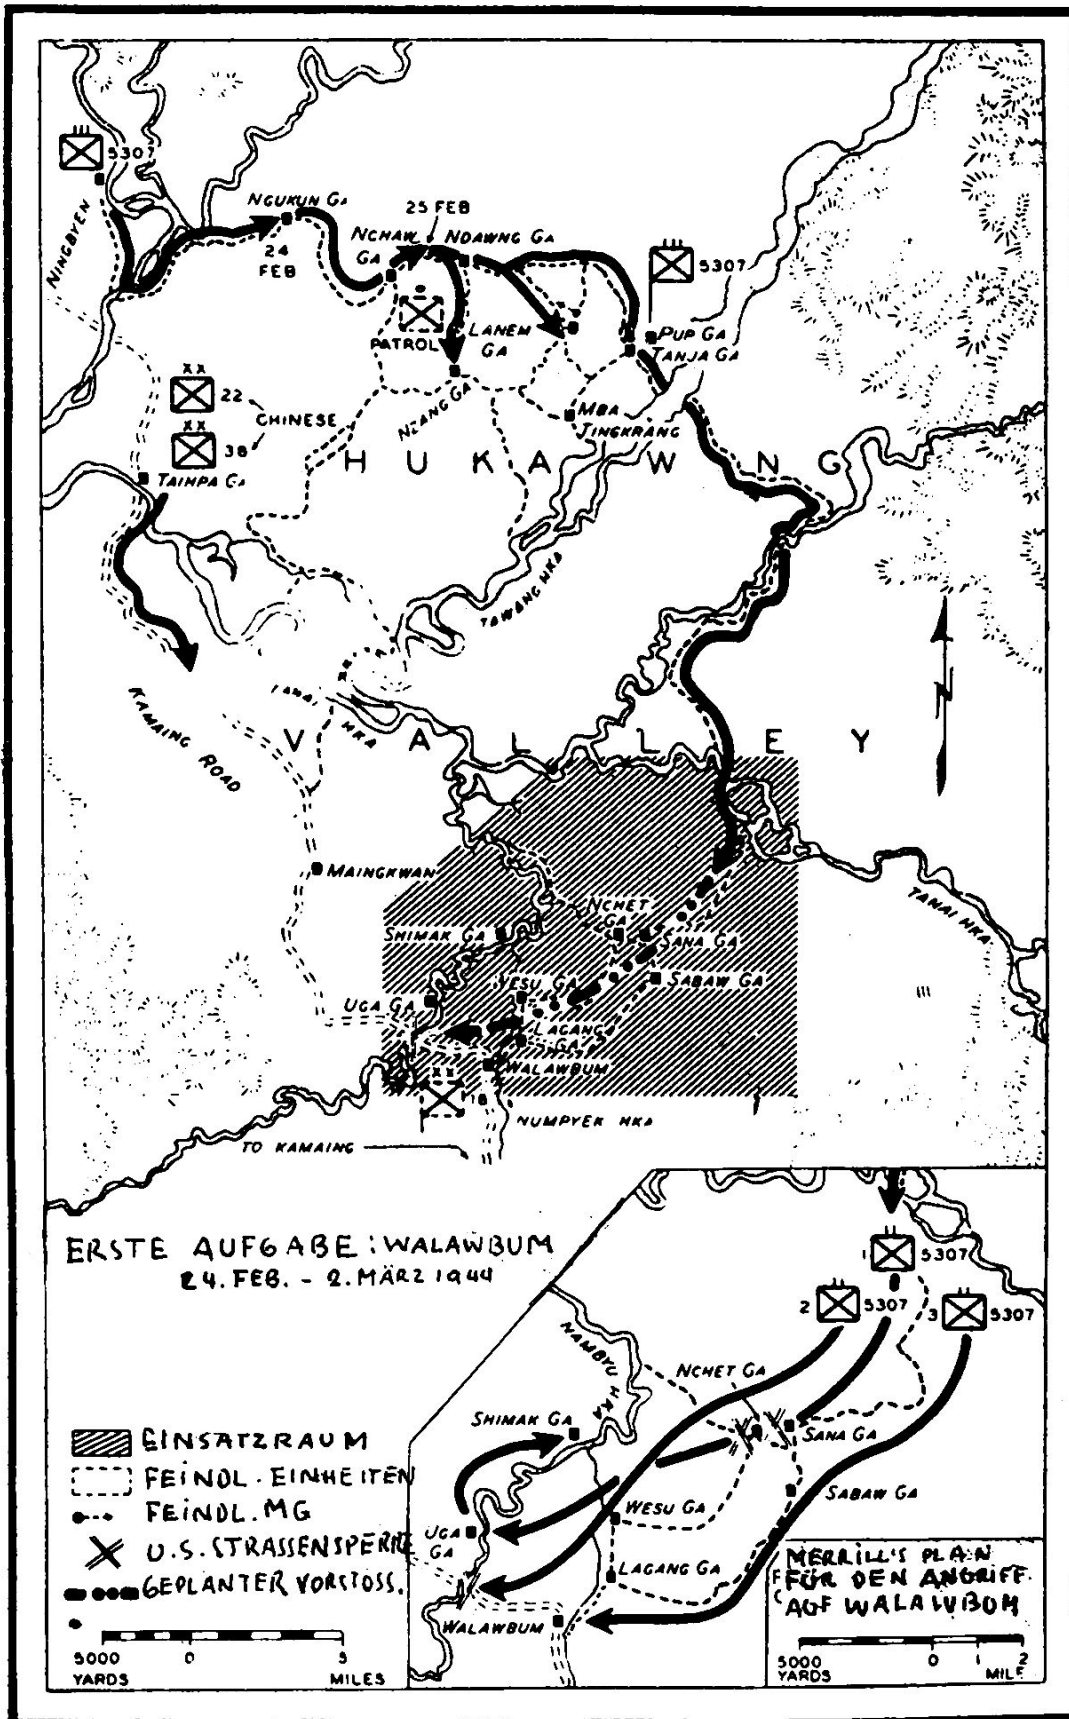 5307
NINGBYEN
NGUKUN GA
24
FEB
25 FEB
NCHAW
GA
NDAWNG GA
5307
PATROL
LANEM
GA
PUP GA
TANJA GA
NZANG GA
MBA
JINGKRANG
22
CHINESE
38
TAIHPA GA
HUKAWNG
TAWANG HKA
TANAI HKA
KAMAING ROAD
VALLEY
N
MAINGKWAN
TANAI HKA
NCHET
GA
SHIMAK GA
SANA GA
WESU GA
SABAW GA
UGA GA
LAGANG
GA
WALAWBUM
18
NUMPYEK HKA
TO KAMAING
ERSTE AUFGABE: WALAWBUM
24. FEB. - 2. MÄRZ 1944
1 5307
2 5307
3 5307
NAMBYU HKA
NCHET GA
SHIMAK GA
SANA GA
SABAW GA
WESU GA
UGA
GA
LAGANG GA
WALAWBUM
EINSATZRAUM
FEINDL. EINHEITEN
FEINDL. MG
U.S. STRASSENSPERRE
GEPLANTER VORSTOSS.
5000 0 5
YARDS MILES
MERRILL'S PLAN
FÜR DEN ANGRIFF
AUF WALAWBUM
5000 0 1 2
YARDS MILE